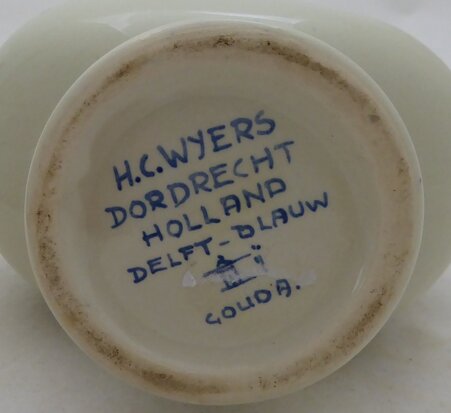 H.C. WYERS
DORDRECHT
HOLLAND
DELFT-BLAUW
GOUDA.